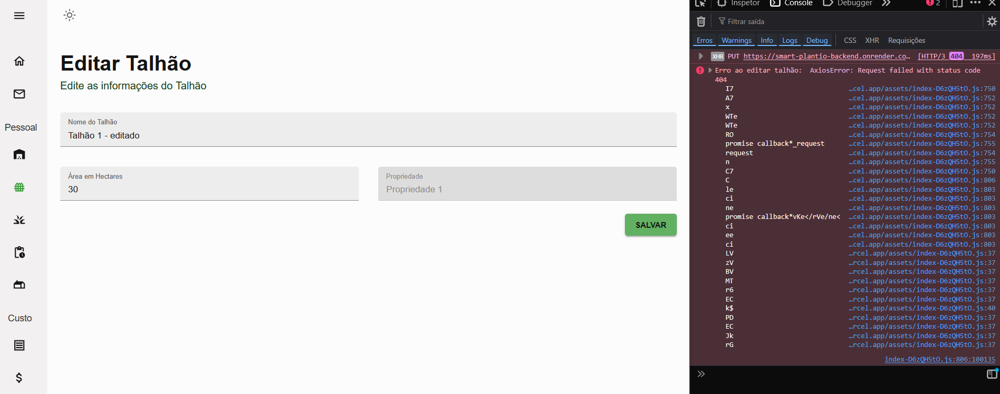 Pessoal
Custo
Editar Talhão
Edite as informações do Talhão
Nome do Talhão
Talhão 1 - editado
Área em Hectares
30
Propriedade
Propriedade 1
SALVAR
Inspetor
Console
Debugger
2
Filtrar saída
Erros Warnings Info Logs Debug CSS XHR Requisições
XHR PUT https://smart-plantio-backend.onrender.co… [HTTP/3 404 197ms]
Erro ao editar talhão: AxiosError: Request failed with status code
404
I7 …cel.app/assets/index-D6zQH5tO.js:750
A7 …cel.app/assets/index-D6zQH5tO.js:752
x …cel.app/assets/index-D6zQH5tO.js:752
WTe …cel.app/assets/index-D6zQH5tO.js:752
WTe …cel.app/assets/index-D6zQH5tO.js:752
RO …cel.app/assets/index-D6zQH5tO.js:754
promise callback*_request …cel.app/assets/index-D6zQH5tO.js:755
request …cel.app/assets/index-D6zQH5tO.js:754
n …cel.app/assets/index-D6zQH5tO.js:755
C7 …cel.app/assets/index-D6zQH5tO.js:750
C …cel.app/assets/index-D6zQH5tO.js:806
le …cel.app/assets/index-D6zQH5tO.js:803
ci …cel.app/assets/index-D6zQH5tO.js:803
ne …cel.app/assets/index-D6zQH5tO.js:803
promise callback*vKe</rVe/ne< …cel.app/assets/index-D6zQH5tO.js:803
ci …cel.app/assets/index-D6zQH5tO.js:803
ee …cel.app/assets/index-D6zQH5tO.js:803
ci …cel.app/assets/index-D6zQH5tO.js:803
LV …rcel.app/assets/index-D6zQH5tO.js:37
zV …rcel.app/assets/index-D6zQH5tO.js:37
BV …rcel.app/assets/index-D6zQH5tO.js:37
MT …rcel.app/assets/index-D6zQH5tO.js:37
r6 …rcel.app/assets/index-D6zQH5tO.js:37
EC …rcel.app/assets/index-D6zQH5tO.js:37
k$ …rcel.app/assets/index-D6zQH5tO.js:40
PD …rcel.app/assets/index-D6zQH5tO.js:37
EC …rcel.app/assets/index-D6zQH5tO.js:37
Jk …rcel.app/assets/index-D6zQH5tO.js:37
rG …rcel.app/assets/index-D6zQH5tO.js:37
index-D6zQH5tO.js:806:100135